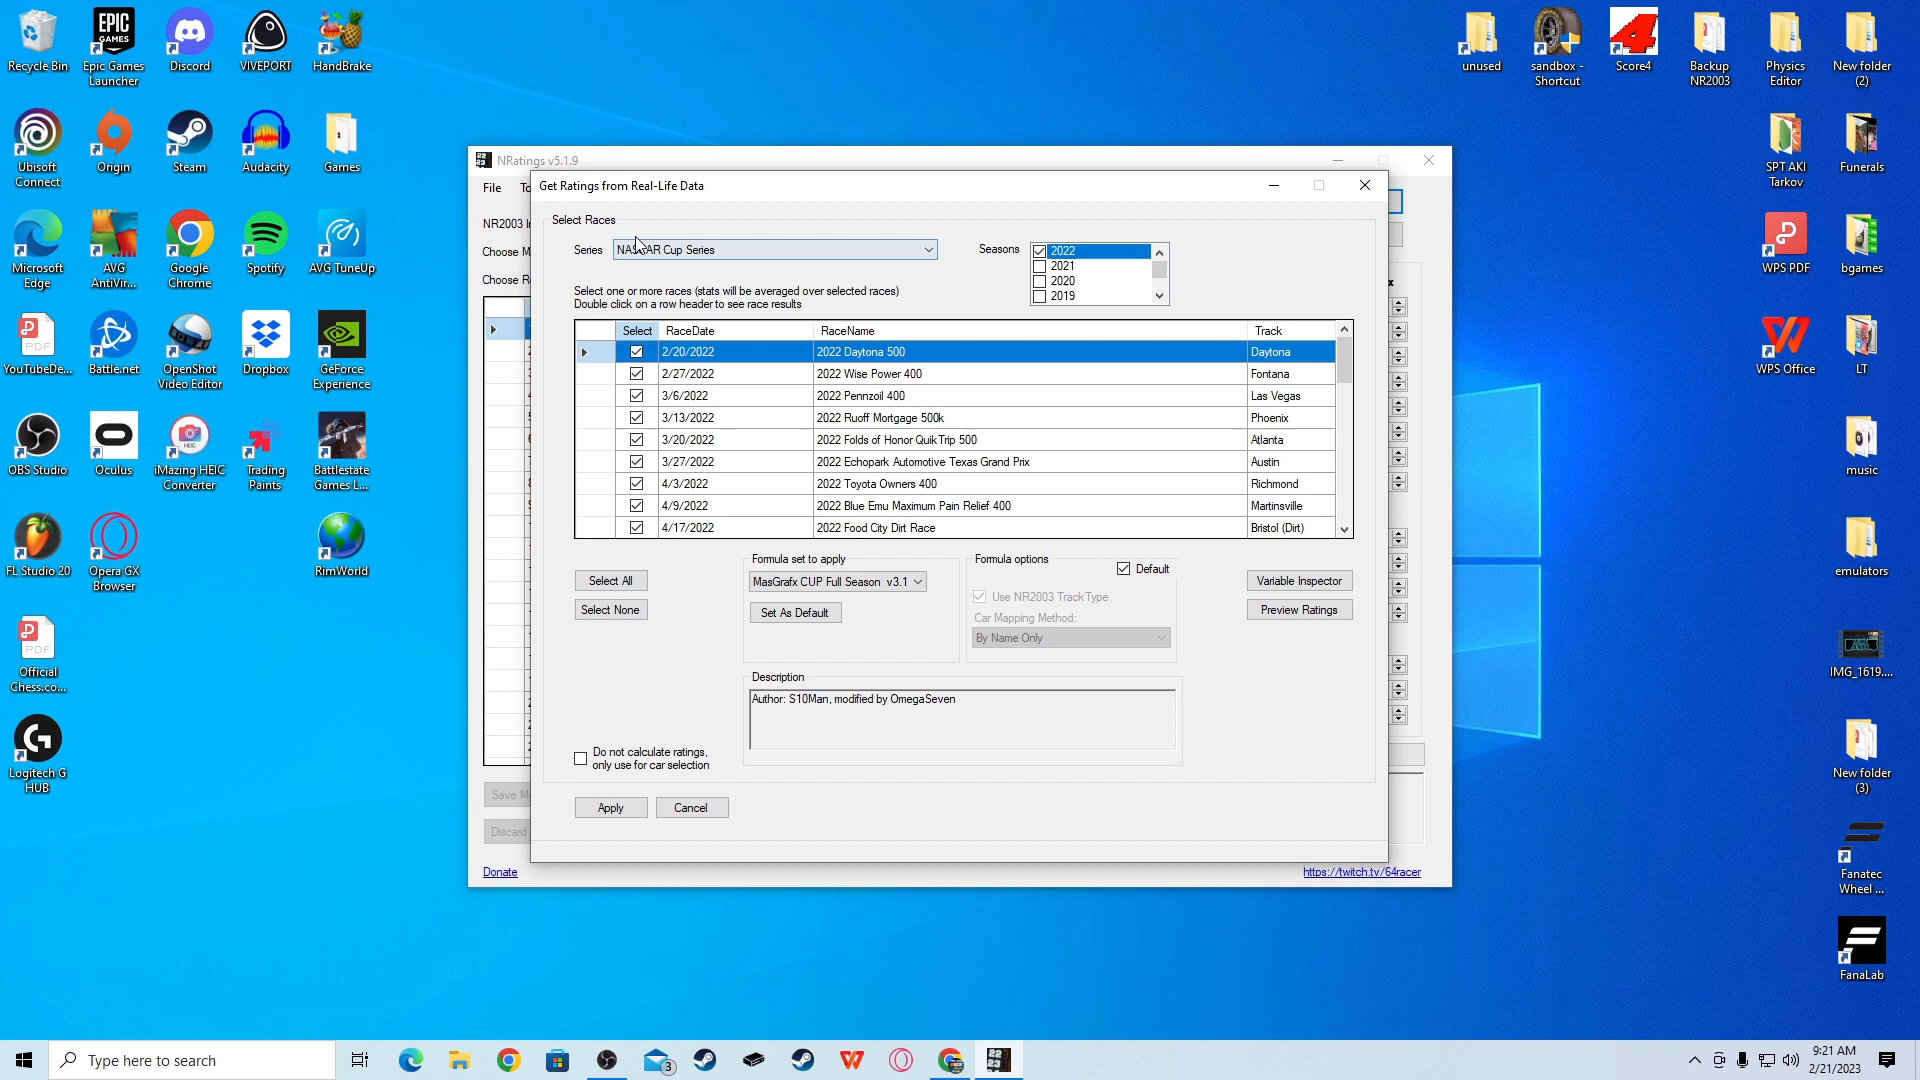 Recycle Bin
Epic Games Launcher
Discord
VIVEPORT
HandBrake
Ubisoft Connect
Origin
Steam
Audacity
Games
Microsoft Edge
AVG AntiVir...
Google Chrome
Spotify
AVG TuneUp
YouTubeDe...
Battle.net
OpenShot Video Editor
Dropbox
GeForce Experience
OBS Studio
Oculus
iMazing HEIC Converter
Trading Paints
Battlestate Games L...
FL Studio 20
Opera GX Browser
RimWorld
Official Chess.co...
Logitech G HUB
unused
sandbox - Shortcut
Score4
Backup NR2003
Physics Editor
New folder (2)
SPT AKI Tarkov
Funerals
WPS PDF
bgames
WPS Office
LT
music
emulators
IMG_1619....
New folder (3)
Fanatec Wheel ...
FanaLab
NRatings v5.1.9
File
Get Ratings from Real-Life Data
Select Races
Series
NASCAR Cup Series
Seasons
2022
2021
2020
2019
Select one or more races (stats will be averaged over selected races)
Double click on a row header to see race results
Select RaceDate RaceName Track
2/20/2022 2022 Daytona 500 Daytona
2/27/2022 2022 Wise Power 400 Fontana
3/6/2022 2022 Pennzoil 400 Las Vegas
3/13/2022 2022 Ruoff Mortgage 500k Phoenix
3/20/2022 2022 Folds of Honor QuikTrip 500 Atlanta
3/27/2022 2022 Echopark Automotive Texas Grand Prix Austin
4/3/2022 2022 Toyota Owners 400 Richmond
4/9/2022 2022 Blue Emu Maximum Pain Relief 400 Martinsville
4/17/2022 2022 Food City Dirt Race Bristol (Dirt)
Select All
Select None
Formula set to apply
MasGrafx CUP Full Season v3.1
Set As Default
Formula options
Default
Use NR2003 TrackType
Car Mapping Method:
By Name Only
Variable Inspector
Preview Ratings
Description
Author: S10Man, modified by OmegaSeven
Do not calculate ratings,
only use for car selection
Apply
Cancel
Discard
Donate
https://twitch.tv/64racer
Type here to search
3
9:21 AM
2/21/2023